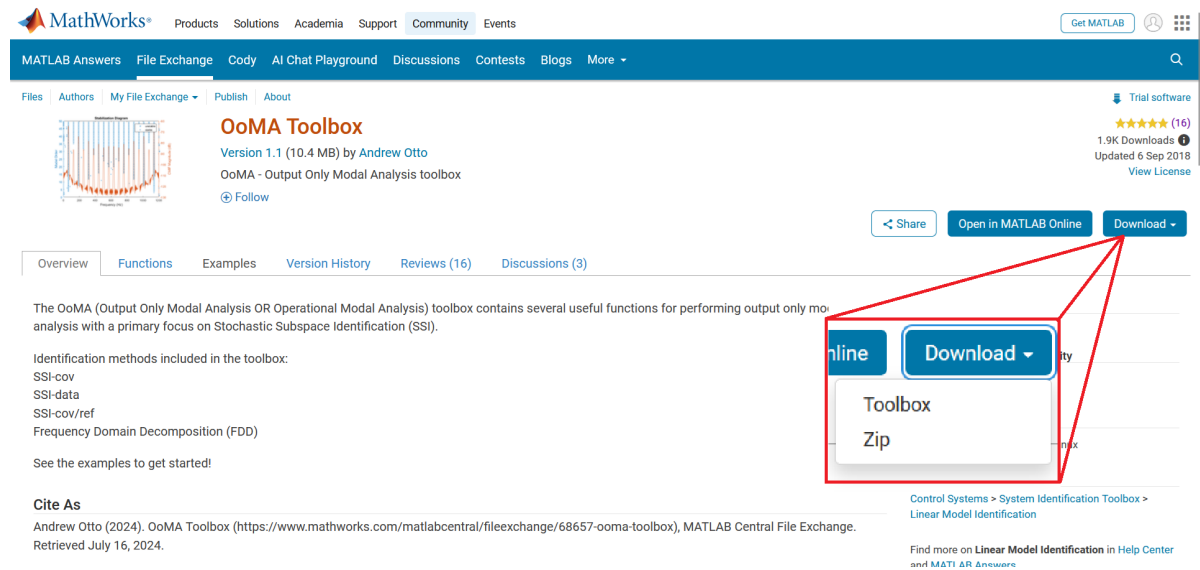 MathWorks®
Products Solutions Academia Support Community Events
Get MATLAB
MATLAB Answers File Exchange Cody AI Chat Playground Discussions Contests Blogs More
Files Authors My File Exchange Publish About
Trial software
OoMA Toolbox
Version 1.1 (10.4 MB) by Andrew Otto
OoMA - Output Only Modal Analysis toolbox
Follow
(16)
1.9K Downloads
Updated 6 Sep 2018
View License
Share Open in MATLAB Online Download
Overview Functions Examples Version History Reviews (16) Discussions (3)
The OoMA (Output Only Modal Analysis OR Operational Modal Analysis) toolbox contains several useful functions for performing output only mo
analysis with a primary focus on Stochastic Subspace Identification (SSI).
Identification methods included in the toolbox:
SSI-cov
SSI-data
SSI-cov/ref
Frequency Domain Decomposition (FDD)
See the examples to get started!
Cite As
Andrew Otto (2024). OoMA Toolbox (https://www.mathworks.com/matlabcentral/fileexchange/68657-ooma-toolbox), MATLAB Central File Exchange.
Retrieved July 16, 2024.
nline Download
Toolbox
Zip
ity
Control Systems > System Identification Toolbox >
Linear Model Identification
Find more on Linear Model Identification in Help Center
and MATLAB Answers